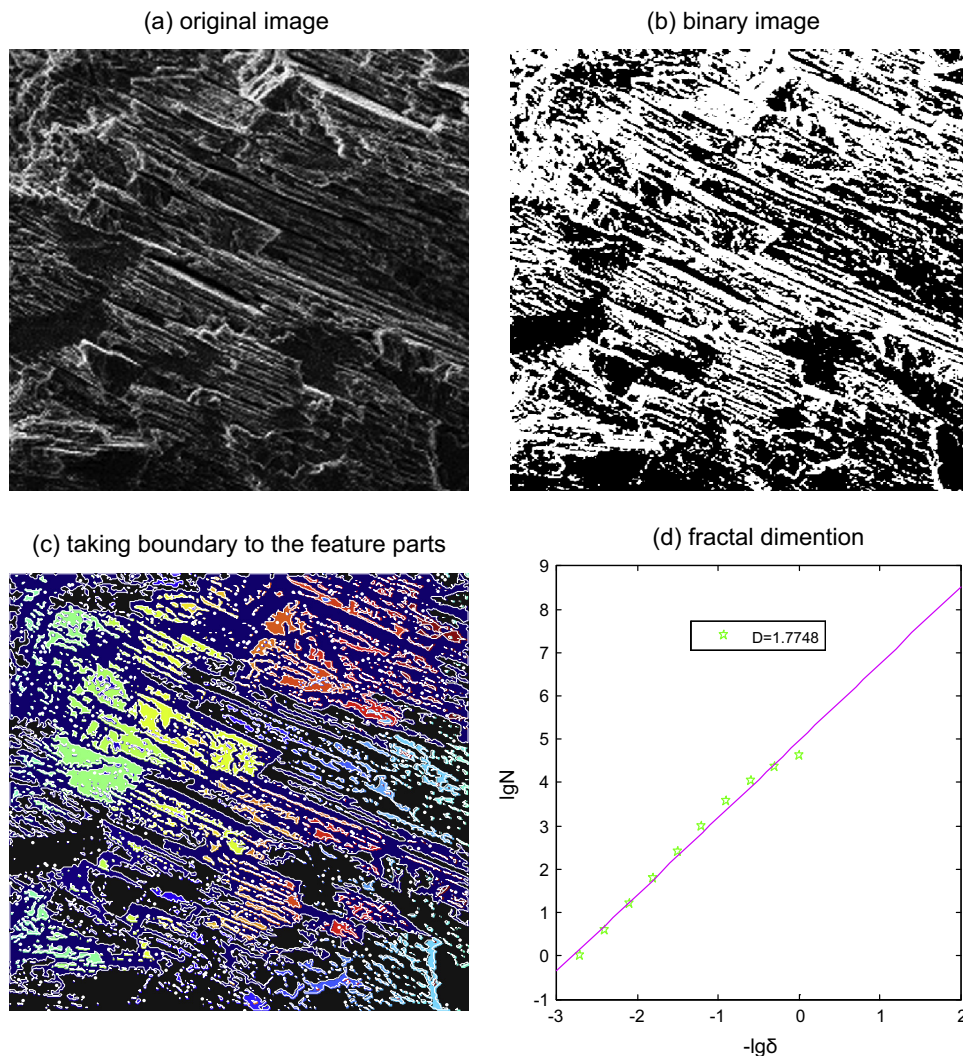 (a) original image
(b) binary image
(c) taking boundary to the feature parts
(d) fractal dimention
9
8
7
6
5
4
3
2
1
0
-1
lgN
D=1.7748
-3
-2
-1
0
1
2
-lgδ